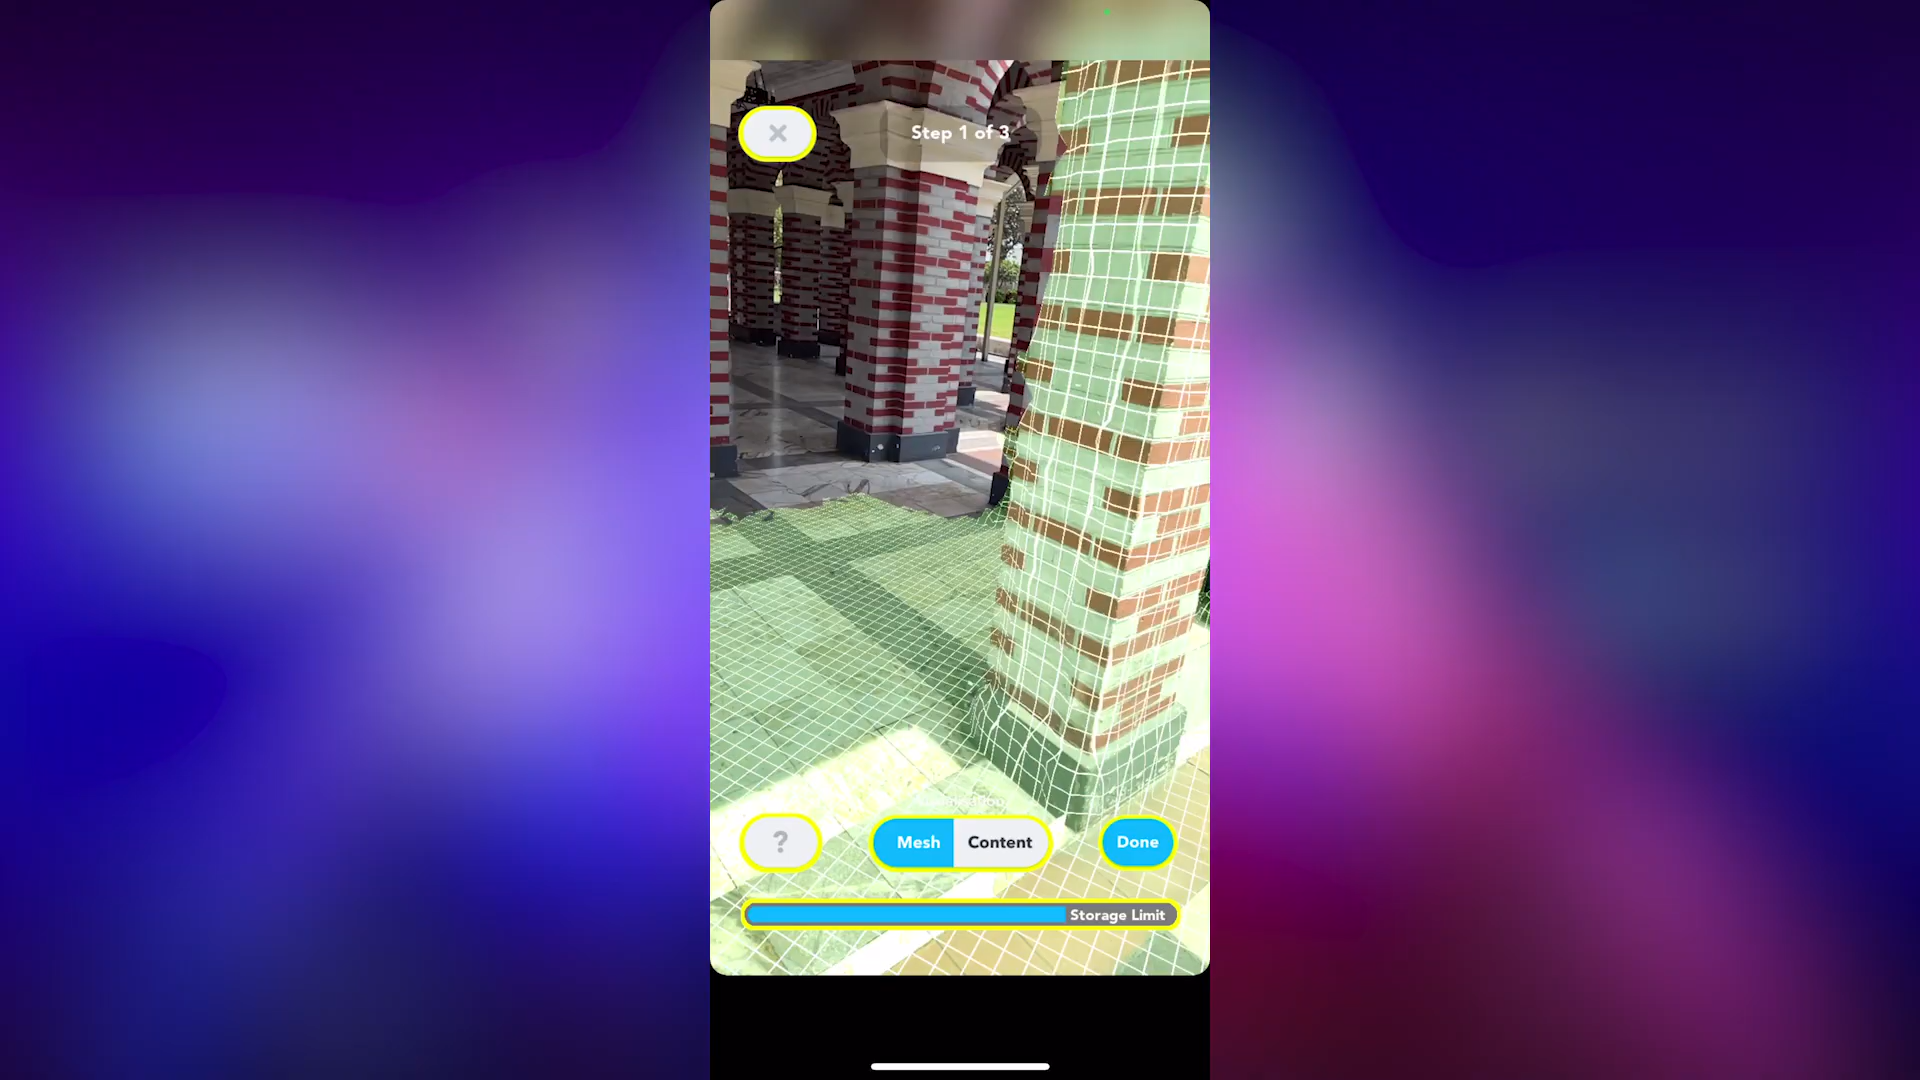 Step 1 of 3
?
Mesh Content
Done
Storage Limit